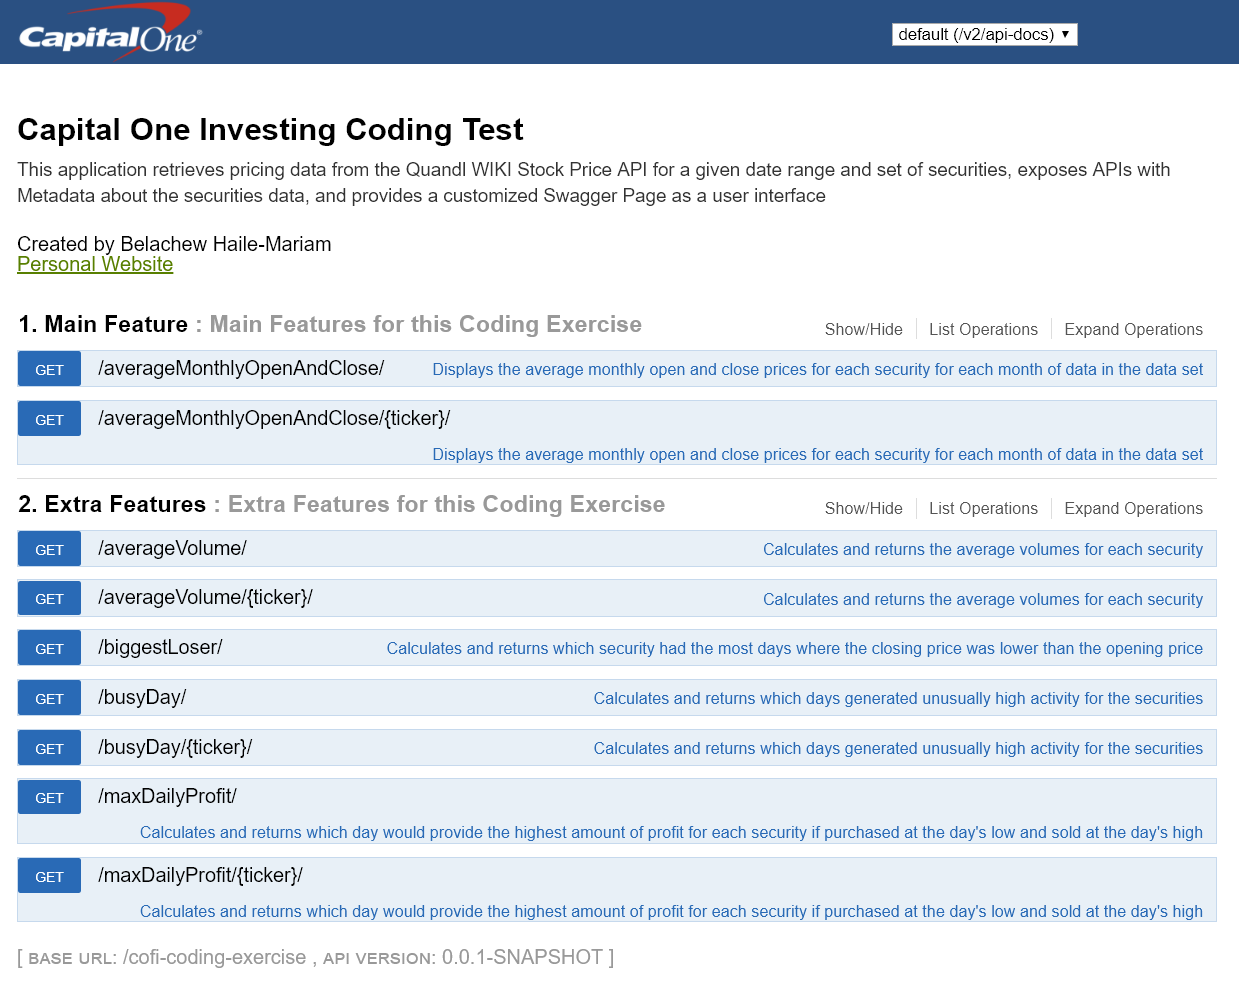 CapitalOne®
default (/v2/api-docs) ▼
Capital One Investing Coding Test
This application retrieves pricing data from the Quandl WIKI Stock Price API for a given date range and set of securities, exposes APIs with
Metadata about the securities data, and provides a customized Swagger Page as a user interface
Created by Belachew Haile-Mariam
Personal Website
1. Main Feature : Main Features for this Coding Exercise Show/Hide List Operations Expand Operations
GET /averageMonthlyOpenAndClose/ Displays the average monthly open and close prices for each security for each month of data in the data set
GET /averageMonthlyOpenAndClose/{ticker}/
Displays the average monthly open and close prices for each security for each month of data in the data set
2. Extra Features : Extra Features for this Coding Exercise Show/Hide List Operations Expand Operations
GET /averageVolume/ Calculates and returns the average volumes for each security
GET /averageVolume/{ticker}/ Calculates and returns the average volumes for each security
GET /biggestLoser/ Calculates and returns which security had the most days where the closing price was lower than the opening price
GET /busyDay/ Calculates and returns which days generated unusually high activity for the securities
GET /busyDay/{ticker}/ Calculates and returns which days generated unusually high activity for the securities
GET /maxDailyProfit/
Calculates and returns which day would provide the highest amount of profit for each security if purchased at the day's low and sold at the day's high
GET /maxDailyProfit/{ticker}/
Calculates and returns which day would provide the highest amount of profit for each security if purchased at the day's low and sold at the day's high
[ BASE URL: /cofi-coding-exercise , API VERSION: 0.0.1-SNAPSHOT ]